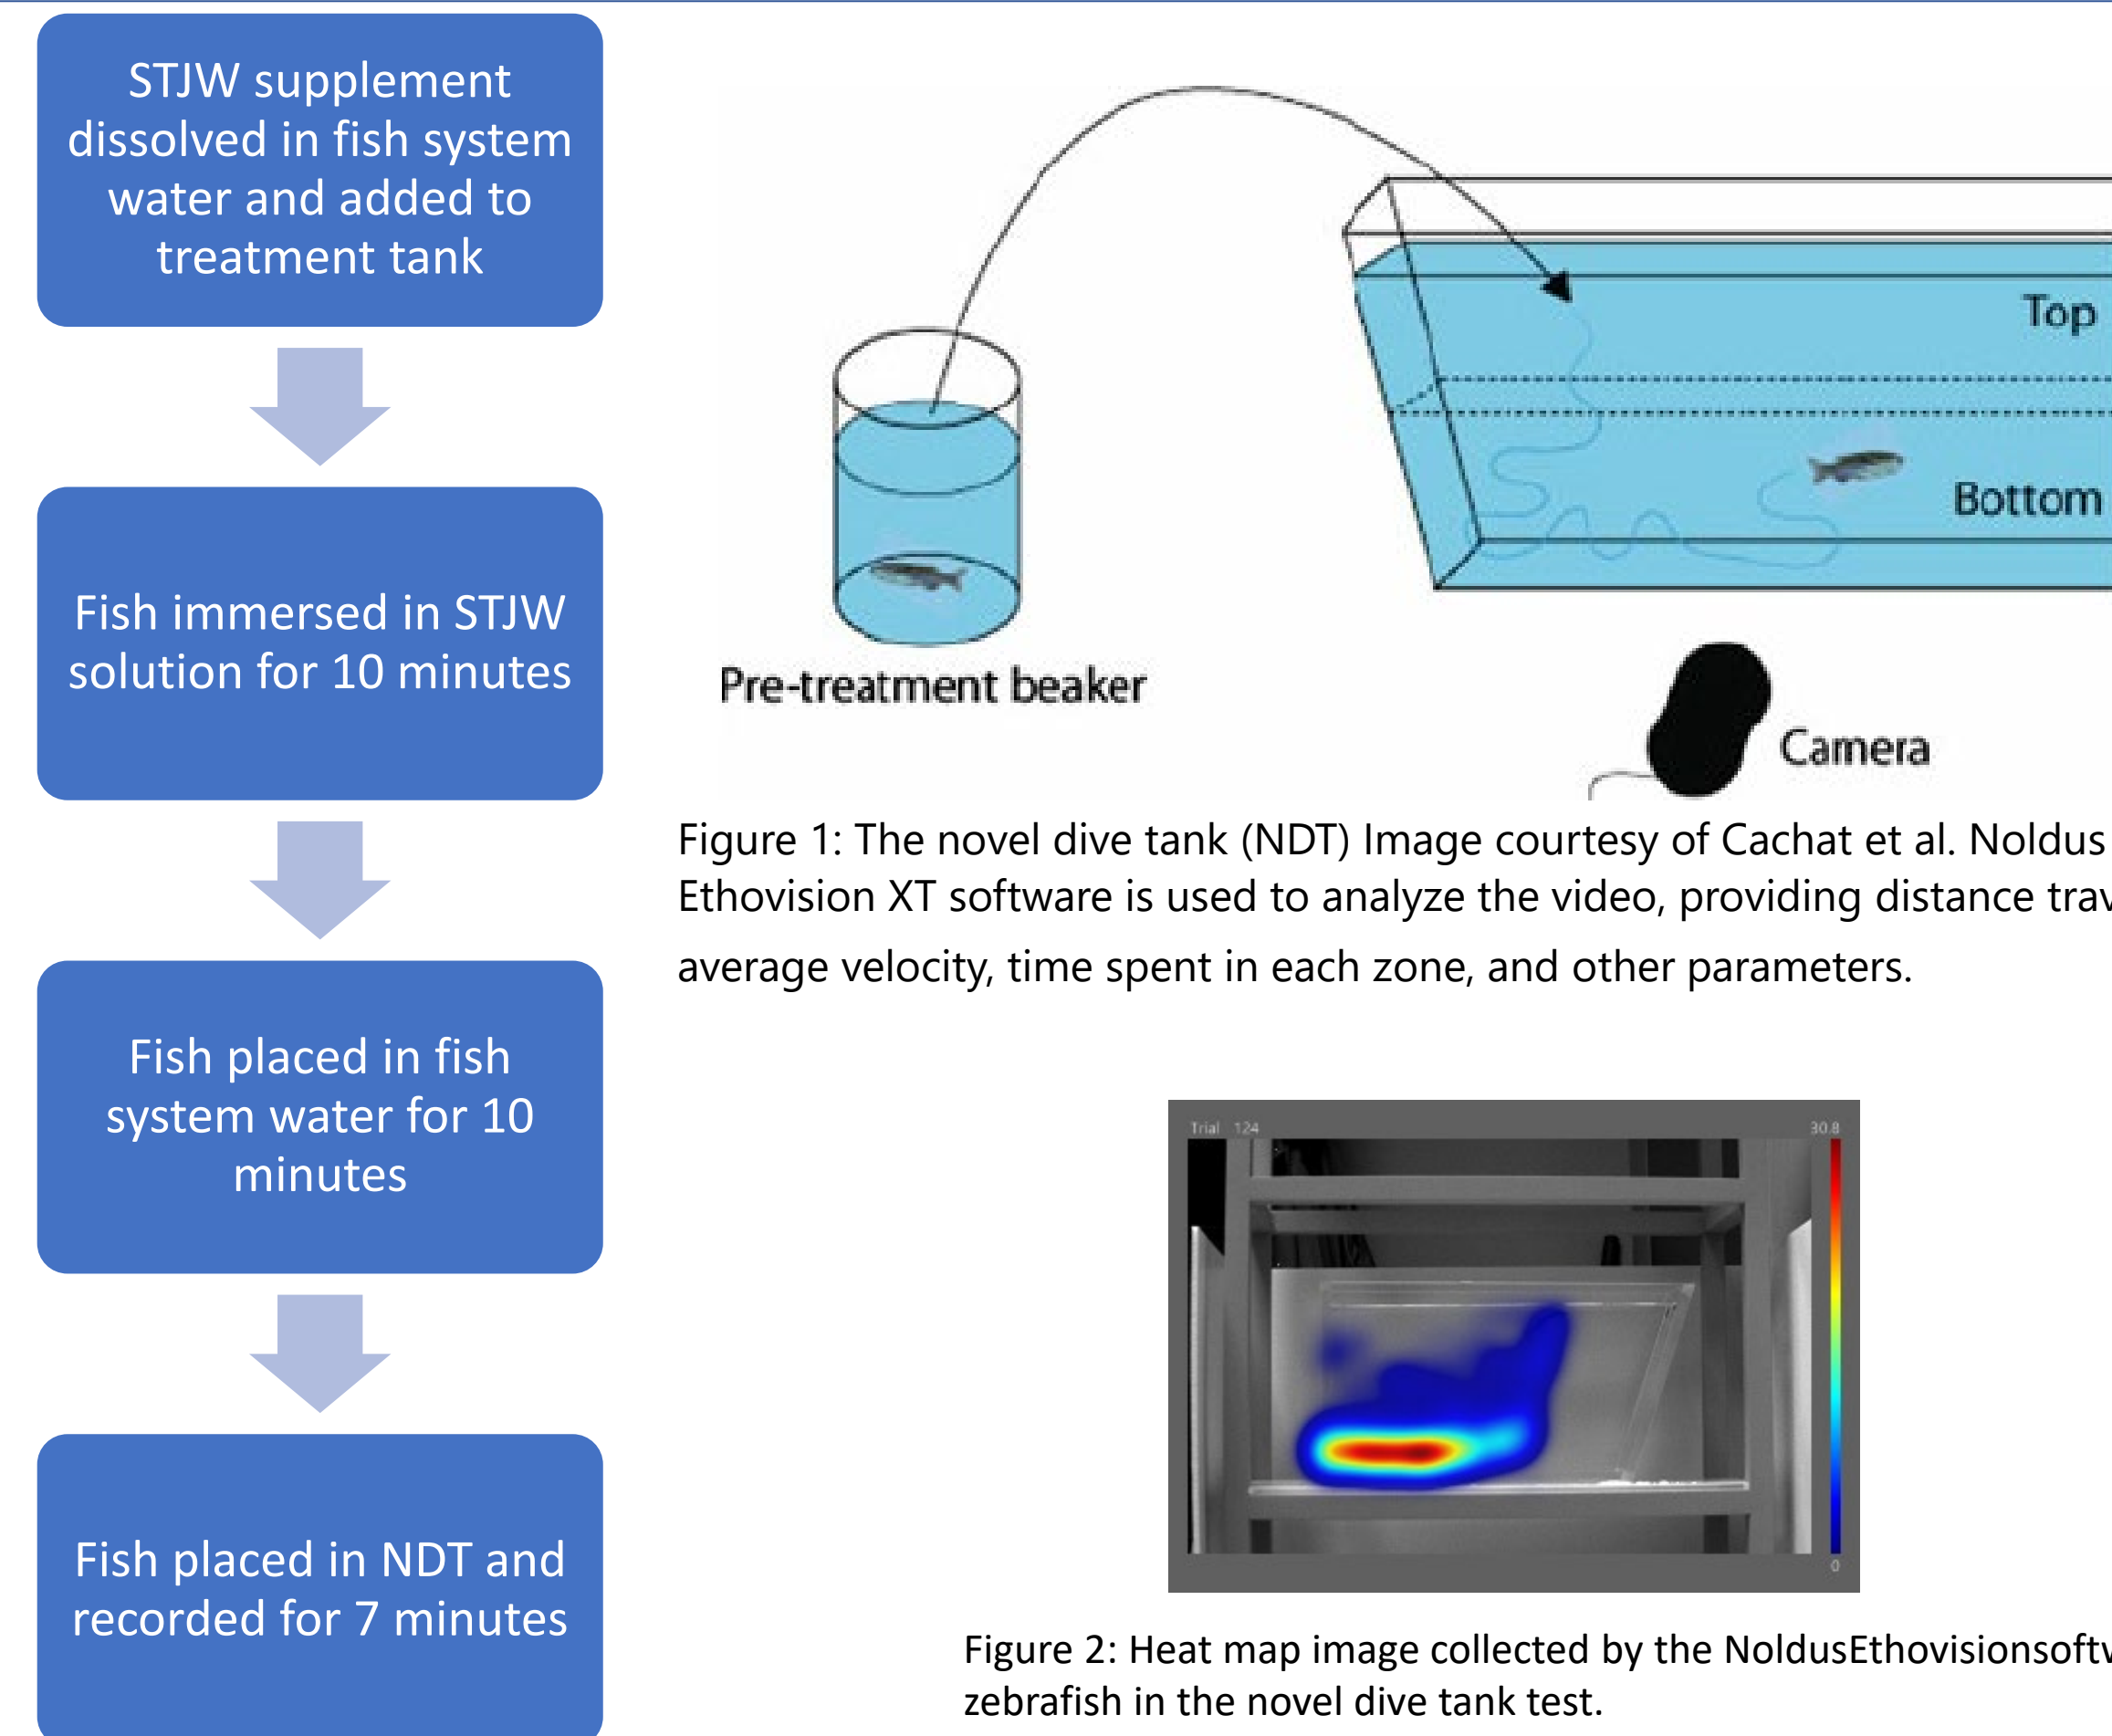 STJW supplement
dissolved in fish system
water and added to
treatment tank
Fish immersed in STJW
solution for 10 minutes
Fish placed in fish
system water for 10
minutes
Fish placed in NDT and
recorded for 7 minutes
Top
Bottom
Pre-treatment beaker
Camera
Figure 1: The novel dive tank (NDT) Image courtesy of Cachat et al. Noldus
Ethovision XT software is used to analyze the video, providing distance trav
average velocity, time spent in each zone, and other parameters.
Trial 124
30.8
0
Figure 2: Heat map image collected by the NoldusEthovisionsoftw
zebrafish in the novel dive tank test.